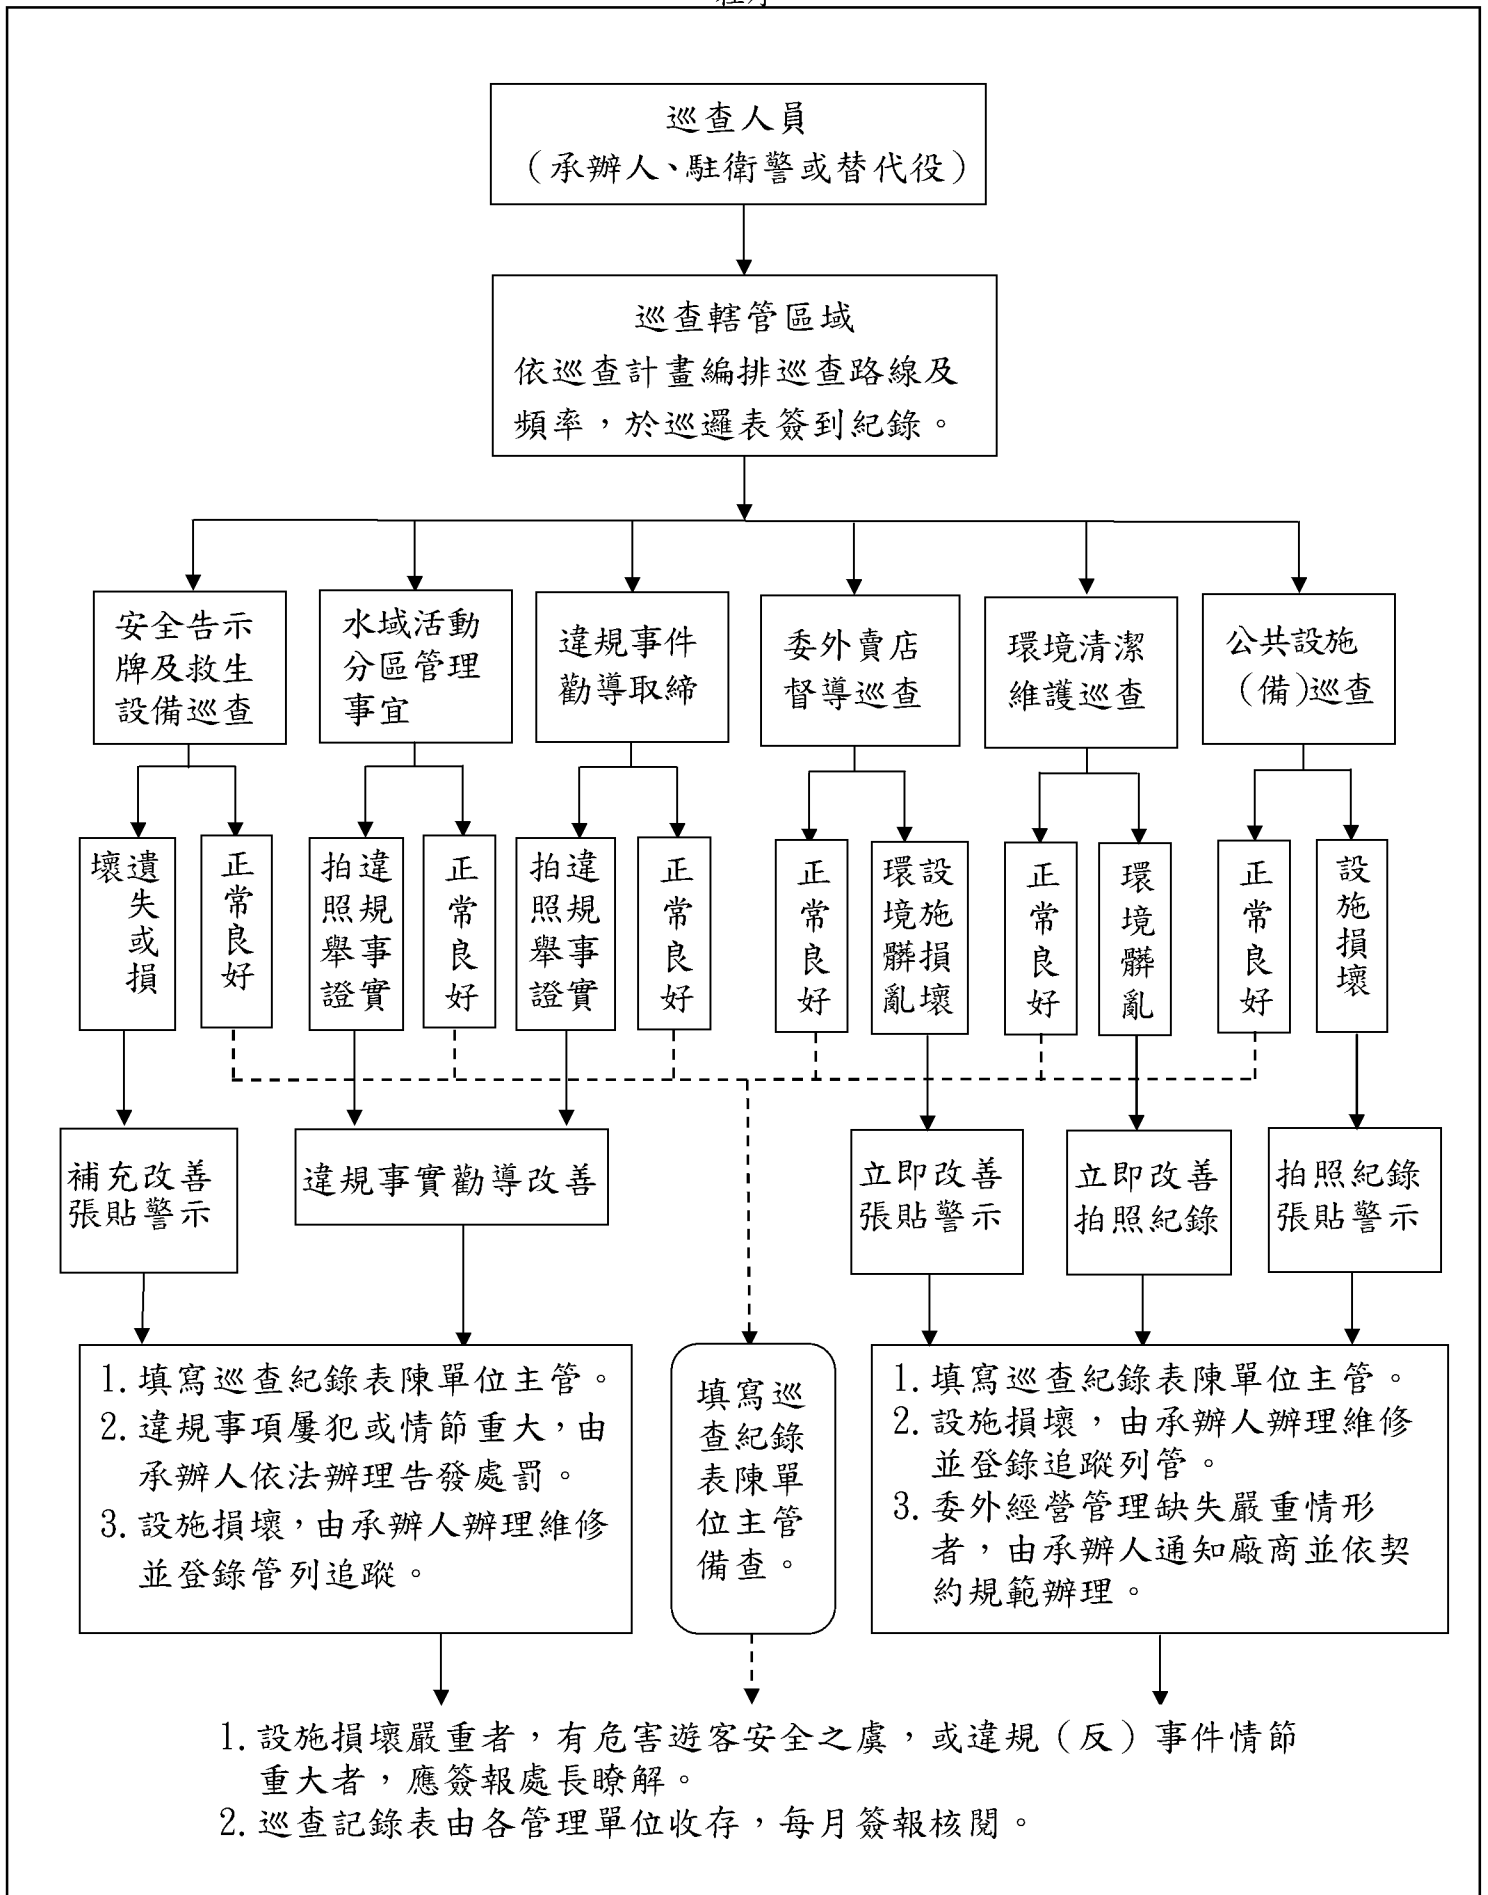 巡查人員
（承辦人、駐衛警或替代役）
巡查轄管區域
依巡查計畫編排巡查路線及
頻率，於巡邏表簽到紀錄。
安全告示
牌及救生
設備巡查
水域活動
分區管理
事宜
違規事件
勸導取締
委外賣店
督導巡查
環境清潔
維護巡查
公共設施
(備)巡查
遺失或損
壞
正常良好
違規事實
拍照舉證
正常良好
違規事實
拍照舉證
正常良好
正常良好
設施損壞
環境髒亂
正常良好
環境髒亂
正常良好
設施損壞
補充改善
張貼警示
違規事實勸導改善
立即改善
張貼警示
立即改善
拍照紀錄
拍照紀錄
張貼警示
1. 填寫巡查紀錄表陳單位主管。
2. 違規事項屢犯或情節重大，由
承辦人依法辦理告發處罰。
3. 設施損壞，由承辦人辦理維修
並登錄管列追蹤。
填寫巡
查紀錄
表陳單
位主管
備查。
1. 填寫巡查紀錄表陳單位主管。
2. 設施損壞，由承辦人辦理維修
並登錄追蹤列管。
3. 委外經營管理缺失嚴重情形
者，由承辦人通知廠商並依契
約規範辦理。
1. 設施損壞嚴重者，有危害遊客安全之虞，或違規（反）事件情節
重大者，應簽報處長瞭解。
2. 巡查記錄表由各管理單位收存，每月簽報核閱。